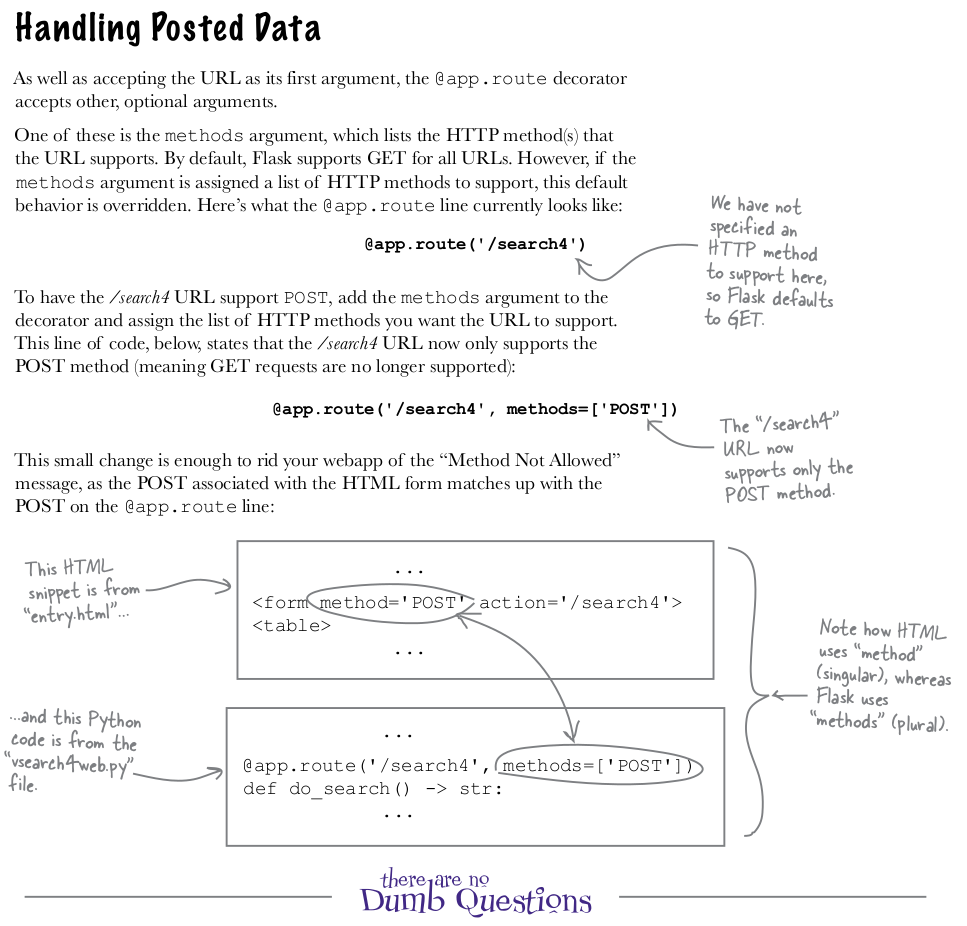 Handling Posted Data
As well as accepting the URL as its first argument, the @app.route decorator
accepts other, optional arguments.
One of these is the methods argument, which lists the HTTP method(s) that
the URL supports. By default, Flask supports GET for all URLs. However, if the
methods argument is assigned a list of HTTP methods to support, this default
behavior is overridden. Here’s what the @app.route line currently looks like:
@app.route('/search4')
We have not
specified an
HTTP method
to support here,
so Flask defaults
to GET.
To have the /search4 URL support POST, add the methods argument to the
decorator and assign the list of HTTP methods you want the URL to support.
This line of code, below, states that the /search4 URL now only supports the
POST method (meaning GET requests are no longer supported):
@app.route('/search4', methods=['POST'])
The “/search4”
URL now
supports only the
POST method.
This small change is enough to rid your webapp of the “Method Not Allowed”
message, as the POST associated with the HTML form matches up with the
POST on the @app.route line:
This HTML
snippet is from
“entry.html”...
...
<form method='POST' action='/search4'>
<table>
...
Note how HTML
uses “method”
(singular), whereas
Flask uses
“methods” (plural).
...and this Python
code is from the
“vsearch4web.py”
file.
...
@app.route('/search4', methods=['POST'])
def do_search() -> str:
...
there are no
Dumb Questions